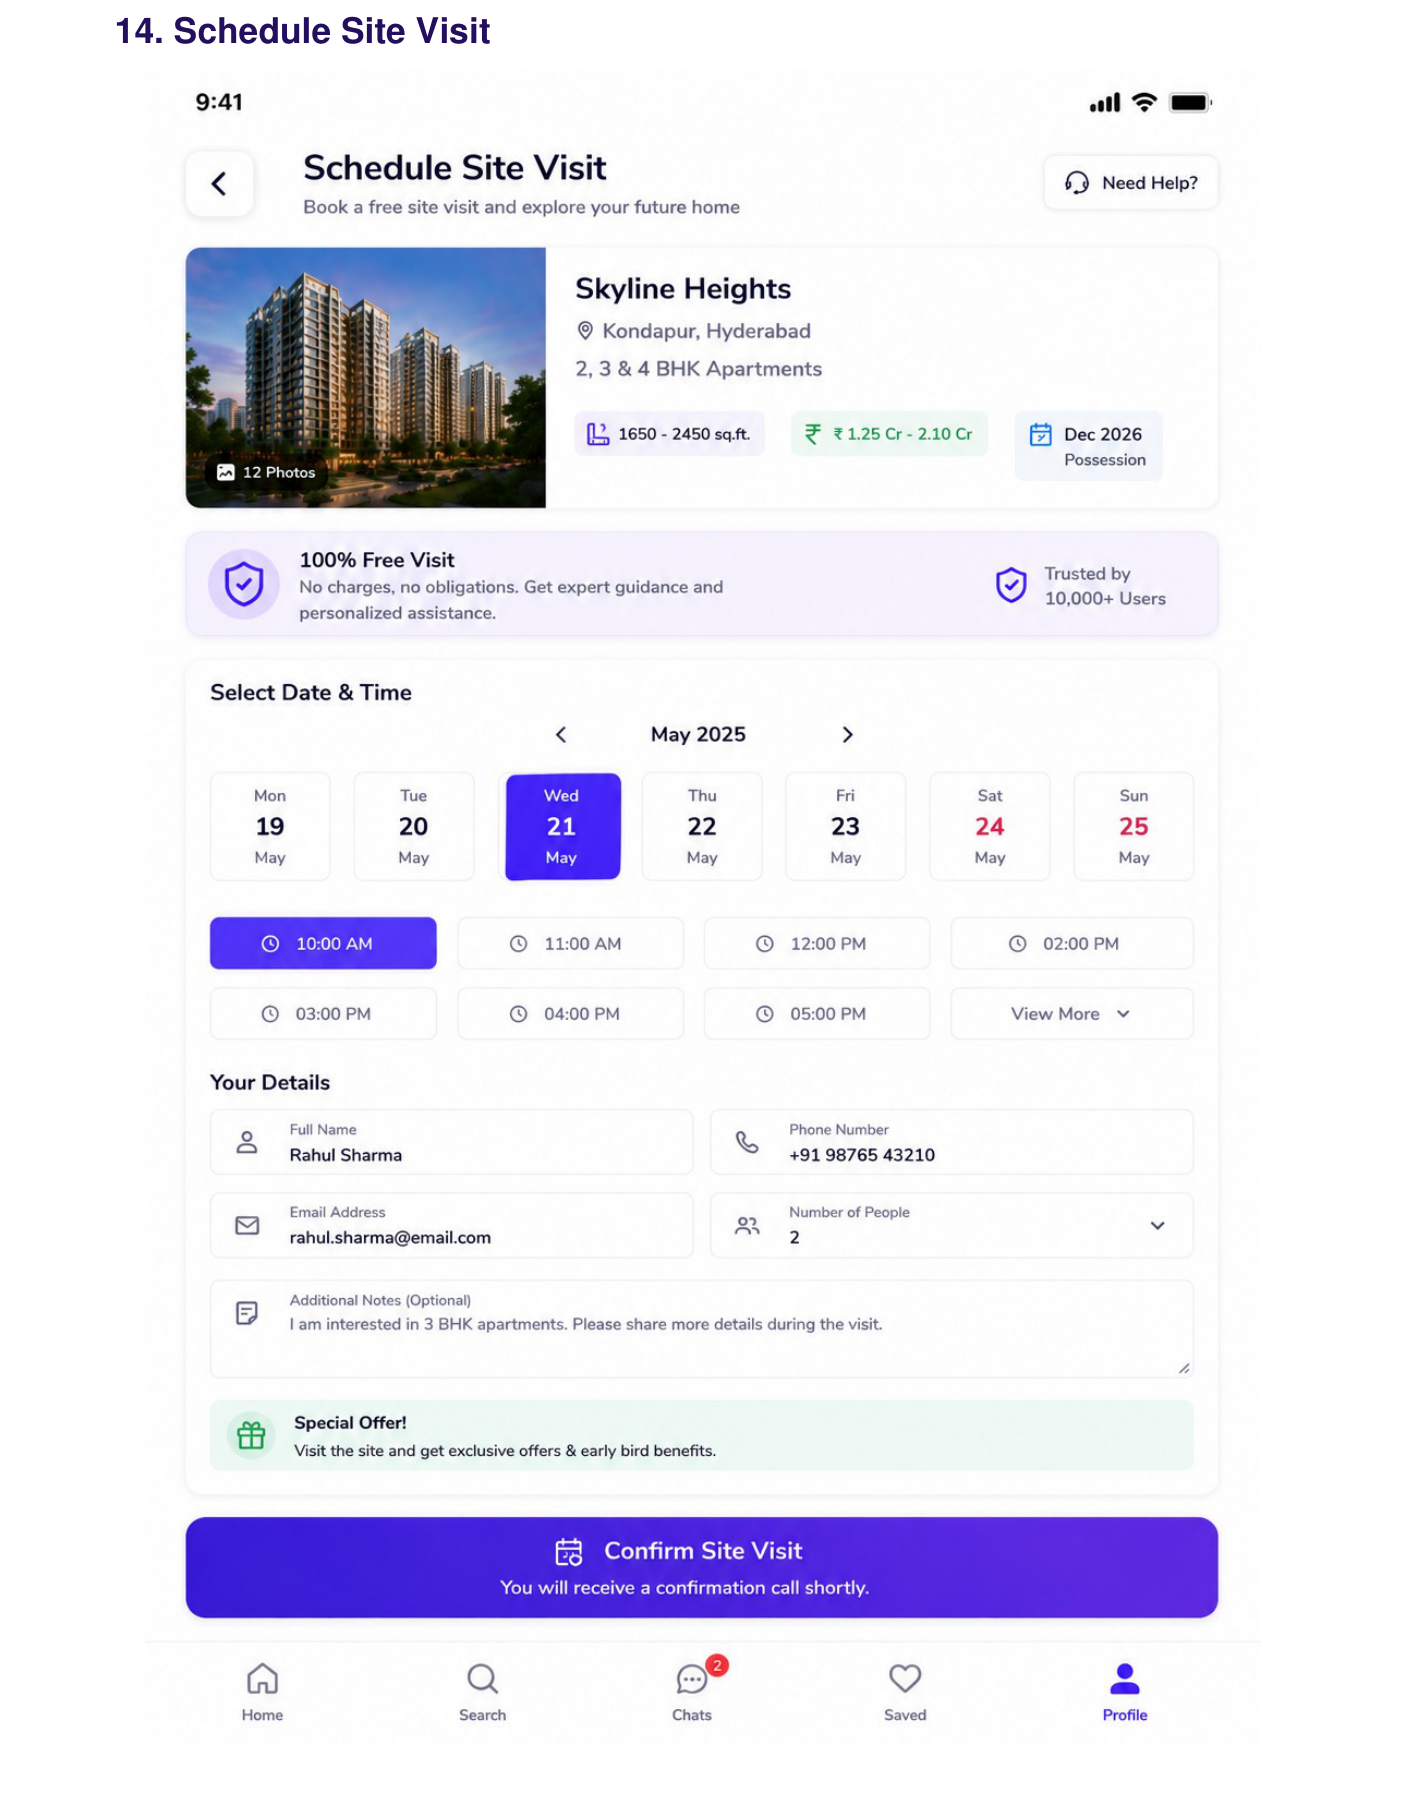 14. Schedule Site Visit
9:41
Schedule Site Visit
Book a free site visit and explore your future home
Need Help?
12 Photos
Skyline Heights
Kondapur, Hyderabad
2, 3 & 4 BHK Apartments
1650 - 2450 sq.ft.
₹ ₹ 1.25 Cr - 2.10 Cr
Dec 2026
Possession
100% Free Visit
No charges, no obligations. Get expert guidance and
personalized assistance.
Trusted by
10,000+ Users
Select Date & Time
May 2025
Mon Tue Wed Thu Fri Sat Sun
19 20 21 22 23 24 25
May May May May May May May
10:00 AM 11:00 AM 12:00 PM 02:00 PM
03:00 PM 04:00 PM 05:00 PM View More
Your Details
Full Name
Rahul Sharma
Phone Number
+91 98765 43210
Email Address
rahul.sharma@email.com
Number of People
2
Additional Notes (Optional)
I am interested in 3 BHK apartments. Please share more details during the visit.
Special Offer!
Visit the site and get exclusive offers & early bird benefits.
Confirm Site Visit
You will receive a confirmation call shortly.
2
Home Search Chats Saved Profile